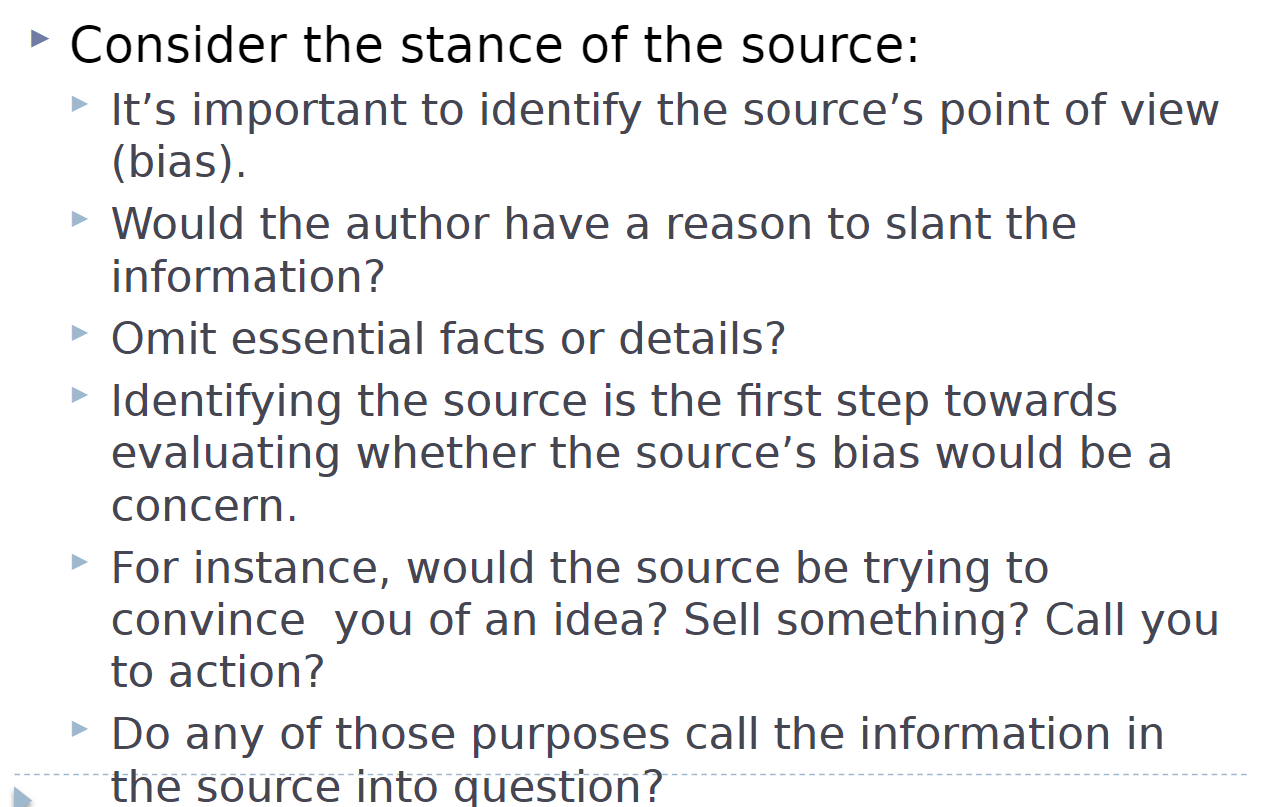 Consider the stance of the source:
It’s important to identify the source’s point of view
(bias).
Would the author have a reason to slant the
information?
Omit essential facts or details?
Identifying the source is the first step towards
evaluating whether the source’s bias would be a
concern.
For instance, would the source be trying to
convince  you of an idea? Sell something? Call you
to action?
Do any of those purposes call the information in
the source into question?